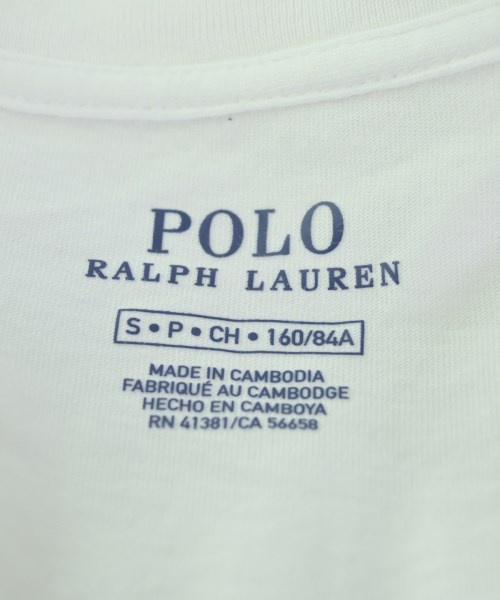 POLO
RALPH LAUREN
S • P • CH • 160/84A
MADE IN CAMBODIA
FABRIQUÉ AU CAMBODGE
HECHO EN CAMBOYA
RN 41381/CA 56658